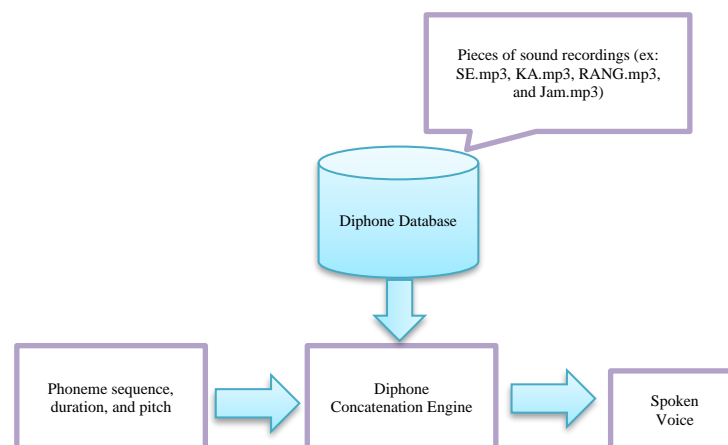 Pieces of sound recordings (ex:
SE.mp3, KA.mp3, RANG.mp3,
and Jam.mp3)
Diphone Database
Phoneme sequence,
duration, and pitch
Diphone
Concatenation Engine
Spoken
Voice